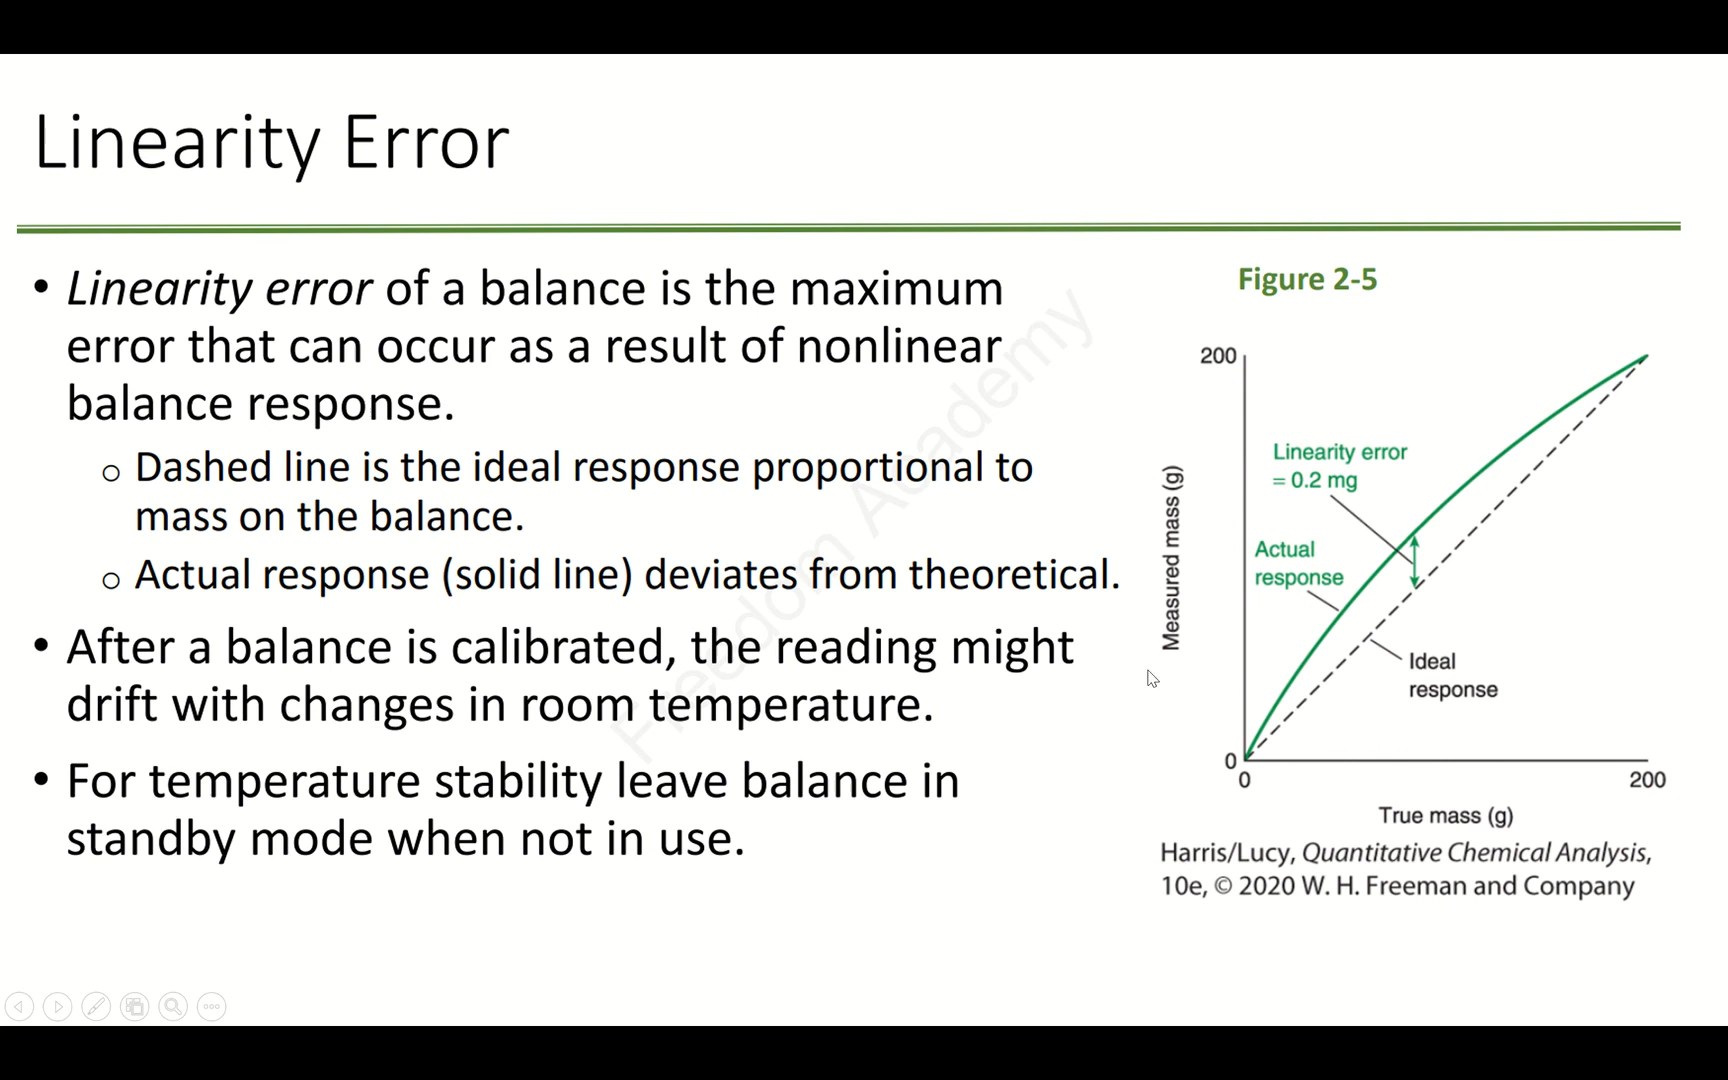 Linearity Error
• Linearity error of a balance is the maximum
error that can occur as a result of nonlinear
balance response.
o Dashed line is the ideal response proportional to
mass on the balance.
o Actual response (solid line) deviates from theoretical.
• After a balance is calibrated, the reading might
drift with changes in room temperature.
• For temperature stability leave balance in
standby mode when not in use.
Freedom Academy
Figure 2-5
200
Linearity error
= 0.2 mg
Actual
response
Measured mass (g)
Ideal
response
0
0
200
True mass (g)
Harris/Lucy, Quantitative Chemical Analysis,
10e, © 2020 W. H. Freeman and Company